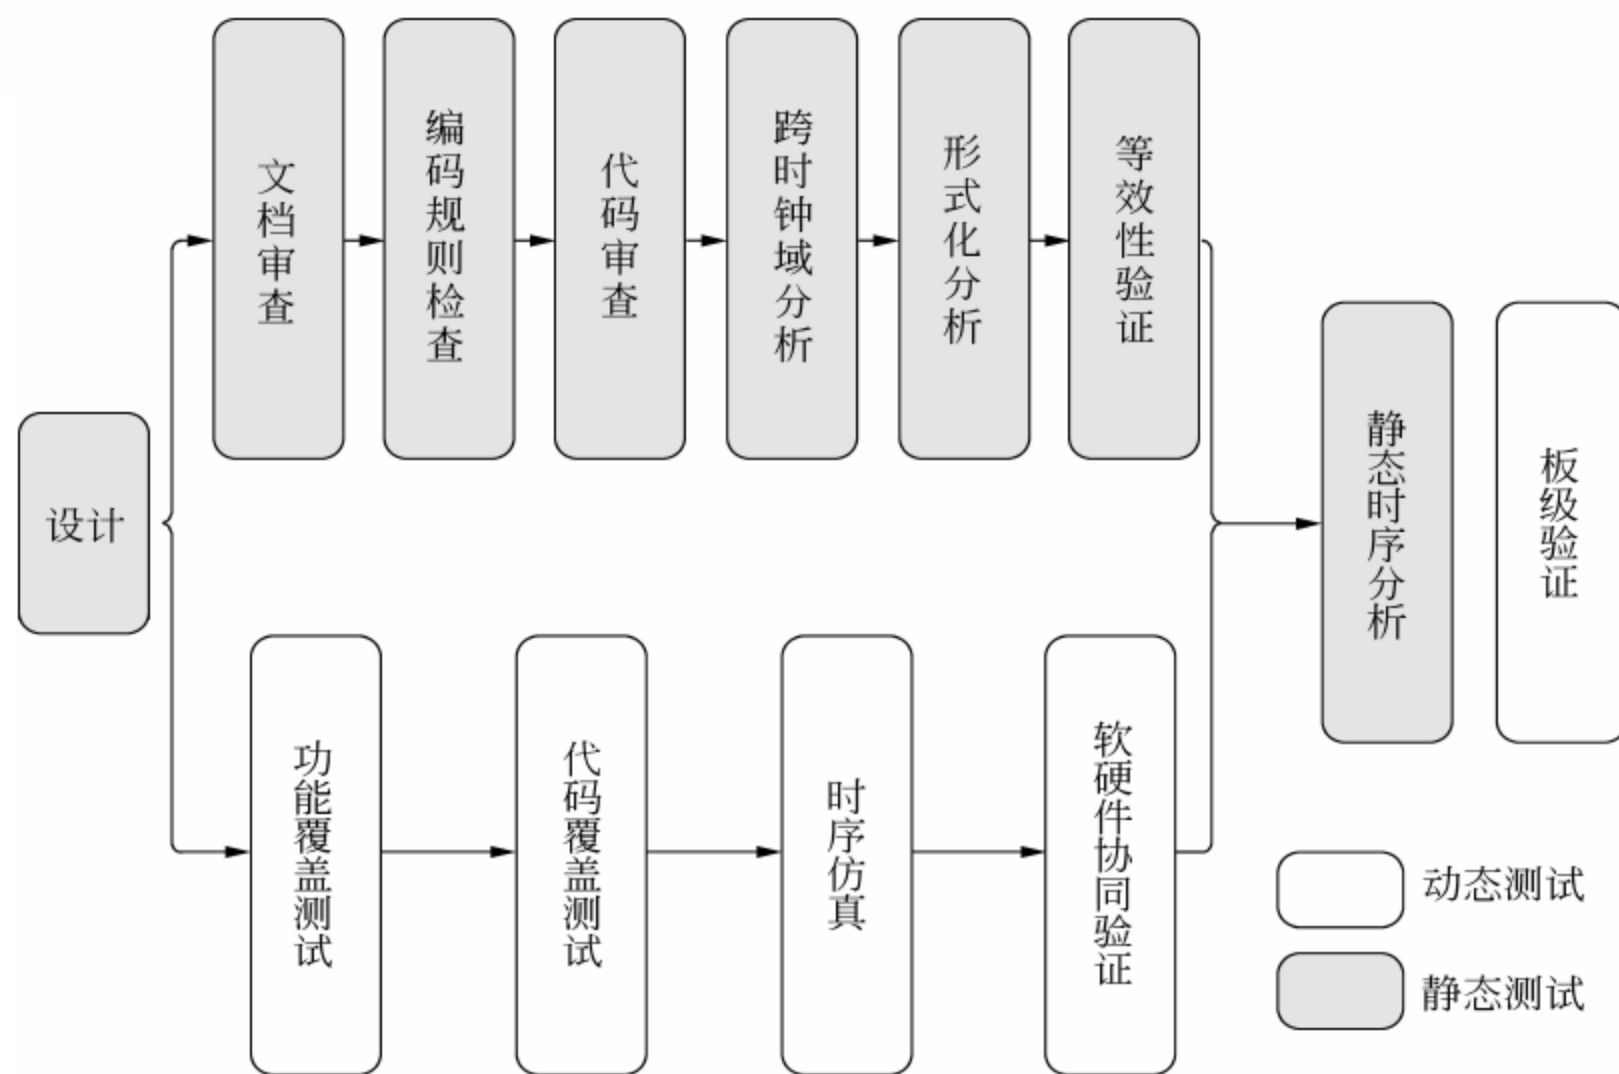 文档审查
编码规则检查
代码审查
跨时钟域分析
形式化分析
等效性验证
设计
静态时序分析
板级验证
功能覆盖测试
代码覆盖测试
时序仿真
软硬件协同验证
动态测试
静态测试